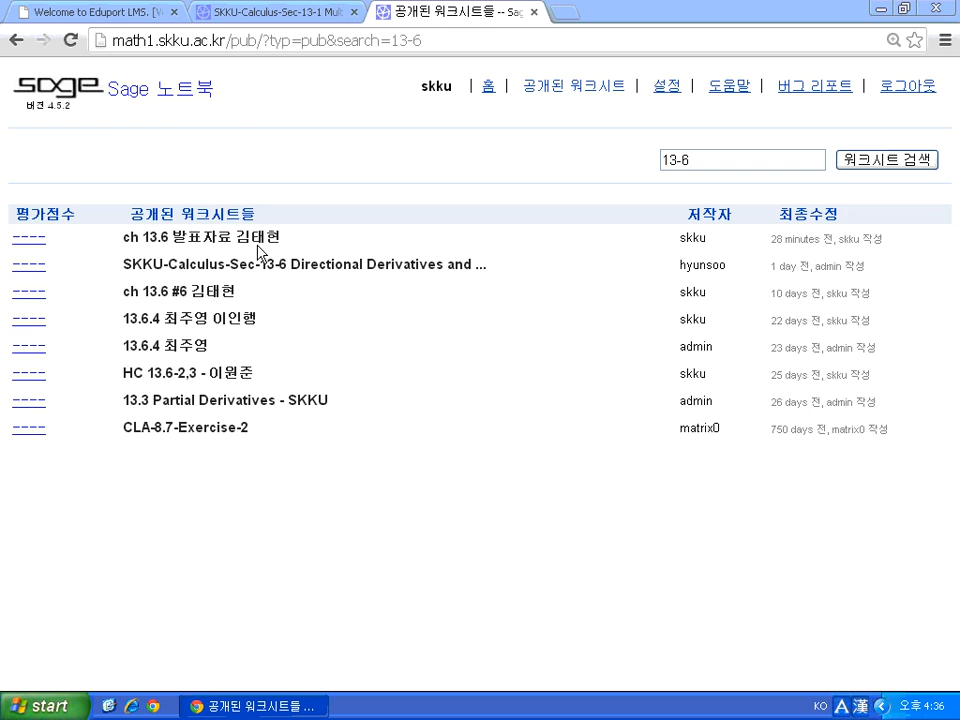 Welcome to Eduport LMS. [W
SKKU-Calculus-Sec-13-1 Mult
공개된 워크시트들 -- Sag
math1.skku.ac.kr/pub/?typ=pub&search=13-6
sage Sage 노트북
버전 4.5.2
skku | 홈 | 공개된 워크시트 | 설정 | 도움말 | 버그 리포트 | 로그아웃
13-6 워크시트 검색
평가점수 공개된 워크시트들 저작자 최종수정
---- ch 13.6 발표자료 김태현 skku 28 minutes 전, skku 작성
---- SKKU-Calculus-Sec-13-6 Directional Derivatives and ... hyunsoo 1 day 전, admin 작성
---- ch 13.6 #6 김태현 skku 10 days 전, skku 작성
---- 13.6.4 최주영 이인행 skku 22 days 전, skku 작성
---- 13.6.4 최주영 admin 23 days 전, admin 작성
---- HC 13.6-2,3 - 이원준 skku 25 days 전, skku 작성
---- 13.3 Partial Derivatives - SKKU admin 26 days 전, admin 작성
---- CLA-8.7-Exercise-2 matrix0 750 days 전, matrix0 작성
start 공개된 워크시트들 ... KO A 漢 오후 4:36